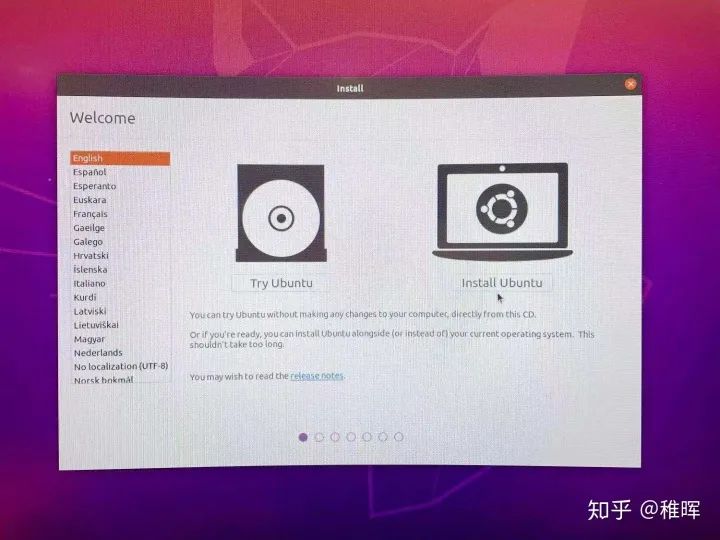 Install
Welcome
English
Español
Esperanto
Euskara
Français
Gaeilge
Galego
Hrvatski
Íslenska
Italiano
Kurdî
Latviski
Lietuviškai
Magyar
Nederlands
No localization (UTF-8)
Norsk bokmål
Try Ubuntu
Install Ubuntu
You can try Ubuntu without making any changes to your computer, directly from this CD.
Or if you're ready, you can install Ubuntu alongside (or instead of) your current operating system. This
shouldn't take too long.
You may wish to read the release notes.
知乎 @稚晖